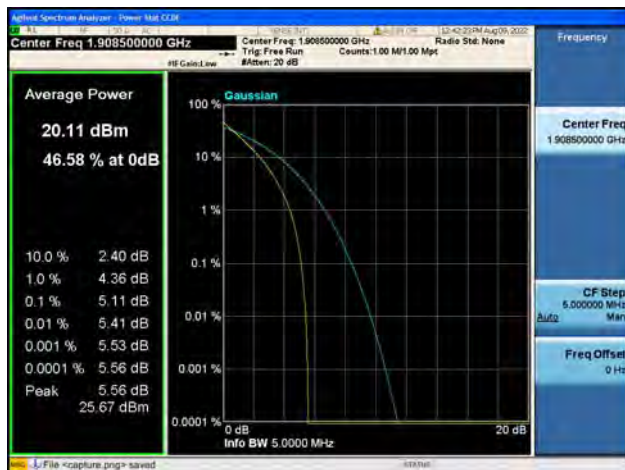 Agilent Spectrum Analyzer - Power Stat CCDF
Center Freq 1.908500000 GHz
Center Freq: 1.908500000 GHz
Trig: Free Run
Counts:1.00 M/1.00 Mpt
#IFGain:Low
#Atten: 20 dB
12:42:23 PM Aug 09, 2022
Radio Std: None
Average Power
20.11 dBm
46.58 % at 0dB
10.0 % 2.40 dB
1.0 % 4.36 dB
0.1 % 5.11 dB
0.01 % 5.41 dB
0.001 % 5.53 dB
0.0001 % 5.56 dB
Peak 5.56 dB
25.67 dBm
Gaussian
100 %
10 %
1 %
0.1 %
0.01 %
0.001 %
0.0001 %
0 dB
20 dB
Info BW 5.0000 MHz
Frequency
Center Freq
1.908500000 GHz
CF Step
5.000000 MHz
Auto Man
Freq Offset
0 Hz
MSG
File <capture.png> saved
STATUS